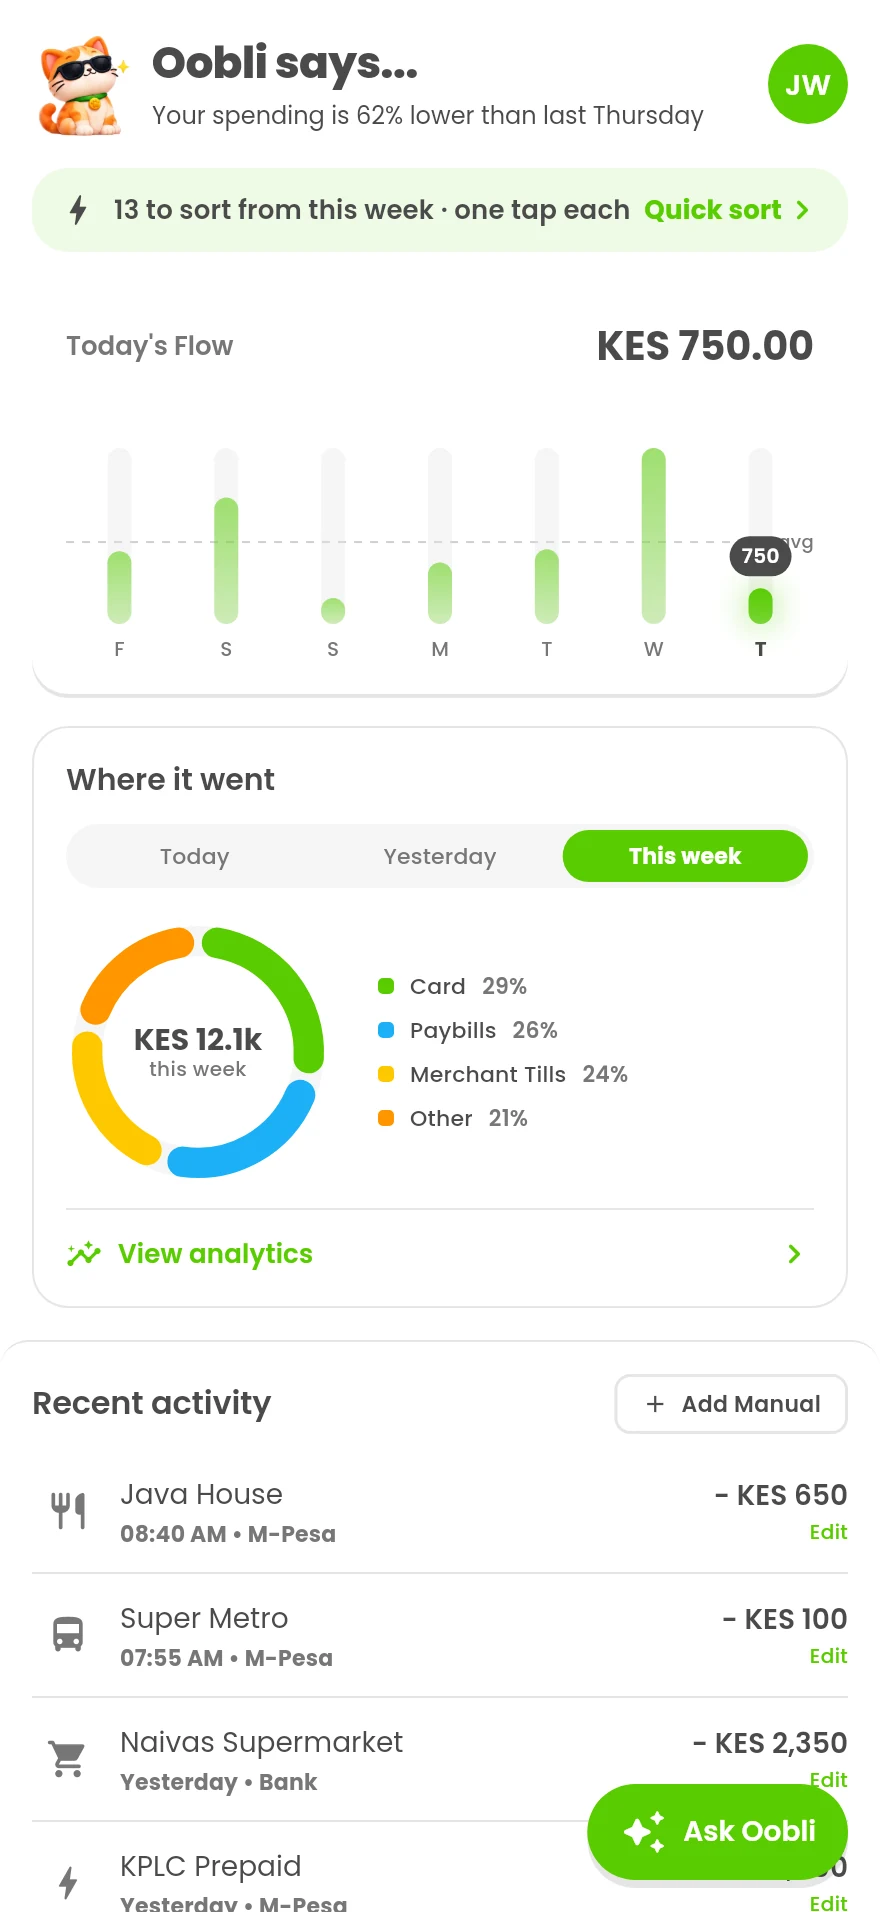 Oobli says...
Your spending is 62% lower than last Thursday
JW
13 to sort from this week · one tap each Quick sort
Today's Flow
KES 750.00
avg
750
F S S M T W T
Where it went
Today Yesterday This week
KES 12.1k
this week
Card 29%
Paybills 26%
Merchant Tills 24%
Other 21%
View analytics
Recent activity
+ Add Manual
Java House
- KES 650
08:40 AM • M-Pesa
Edit
Super Metro
- KES 100
07:55 AM • M-Pesa
Edit
Naivas Supermarket
- KES 2,350
Yesterday • Bank
Edit
Ask Oobli
KPLC Prepaid
Yesterday • M-Pesa
Edit